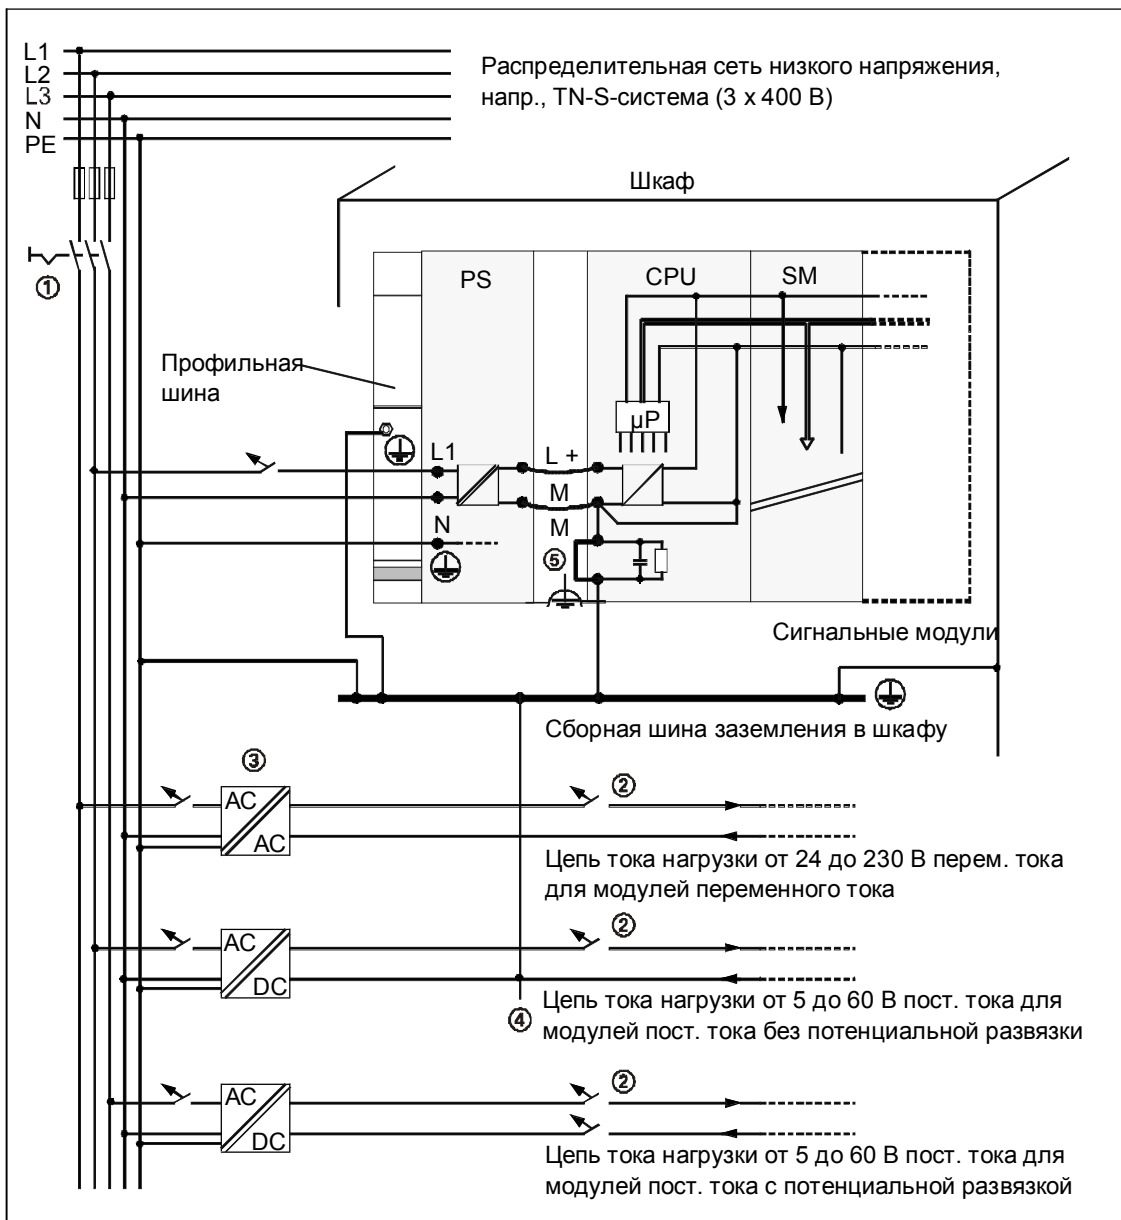 L1
L2
L3
N
PE
Распределительная сеть низкого напряжения,
напр., TN-S-система (3 x 400 В)
Шкаф
①
PS
CPU
SM
Профильная
шина
µP
L1
L +
M
N
M
⑤
Сигнальные модули
Сборная шина заземления в шкафу
③
②
AC
AC
Цепь тока нагрузки от 24 до 230 В перем. тока
для модулей переменного тока
②
AC
DC
④
Цепь тока нагрузки от 5 до 60 В пост. тока для
модулей пост. тока без потенциальной развязки
②
AC
DC
Цепь тока нагрузки от 5 до 60 В пост. тока для
модулей пост. тока с потенциальной развязкой